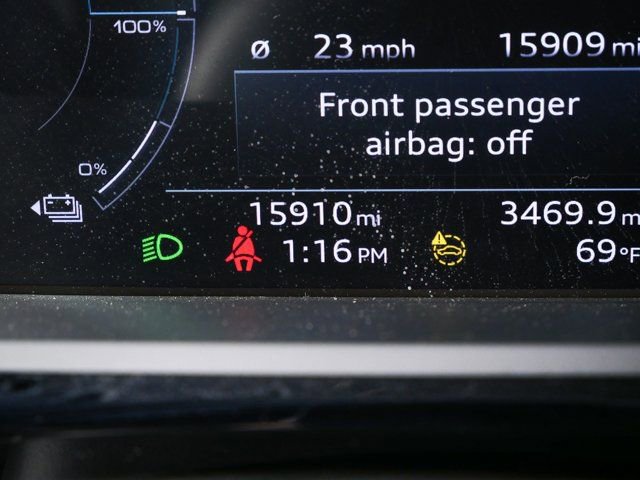 100%
ø 23 mph 15909 mi
Front passenger
airbag: off
0%
15910 mi 3469.9 m
1:16 PM 69°F